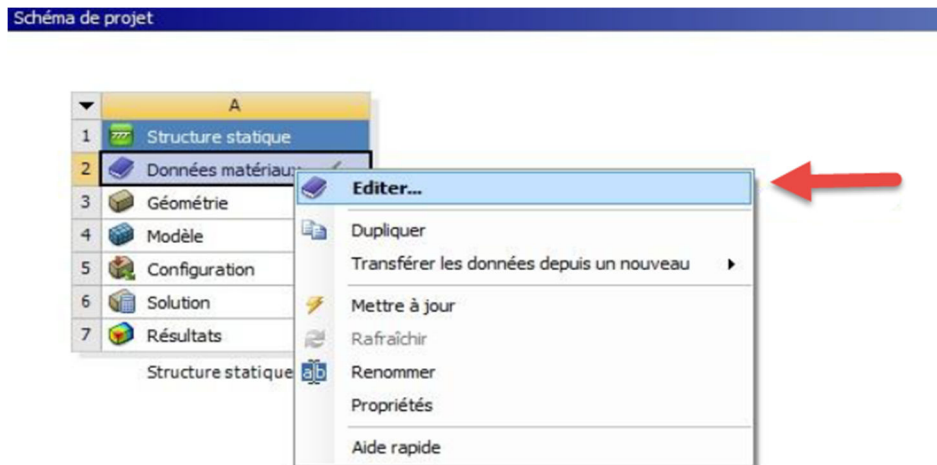 Schéma de projet
A
1 Structure statique
2 Données matériaux
3 Géométrie
4 Modèle
5 Configuration
6 Solution
7 Résultats
Structure statique
Editer...
Dupliquer
Transférer les données depuis un nouveau
Mettre à jour
Rafraîchir
ab Renommer
Propriétés
Aide rapide